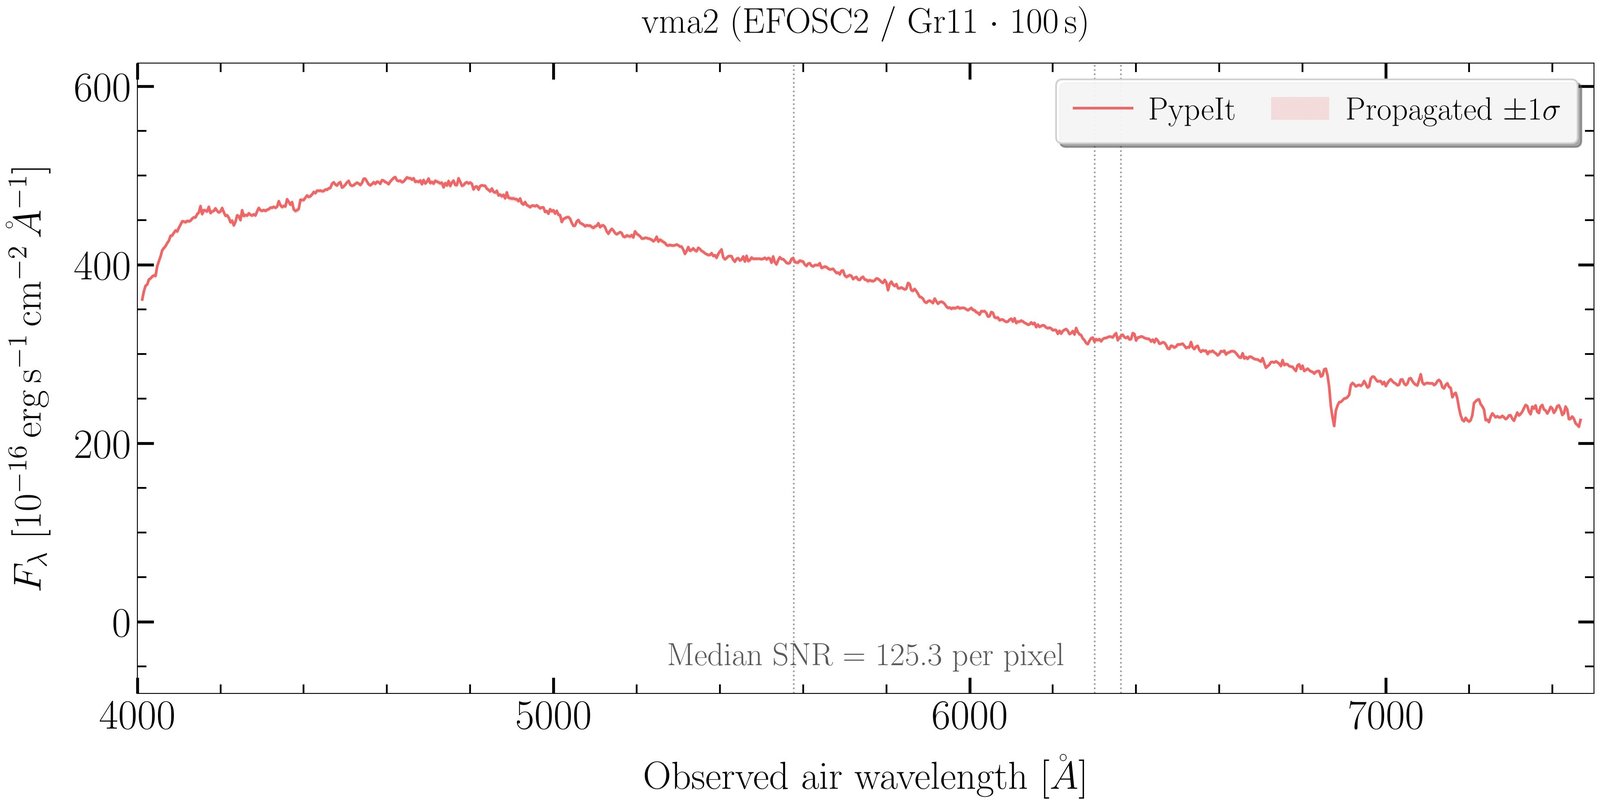 vma2 (EFOSC2 / Gr11 · 100 s)
PypeIt
Propagated ±1σ
600
400
200
0
F_λ [10^−16 erg s^−1 cm^−2 Å^−1]
Median SNR = 125.3 per pixel
4000 5000 6000 7000
Observed air wavelength [Å]